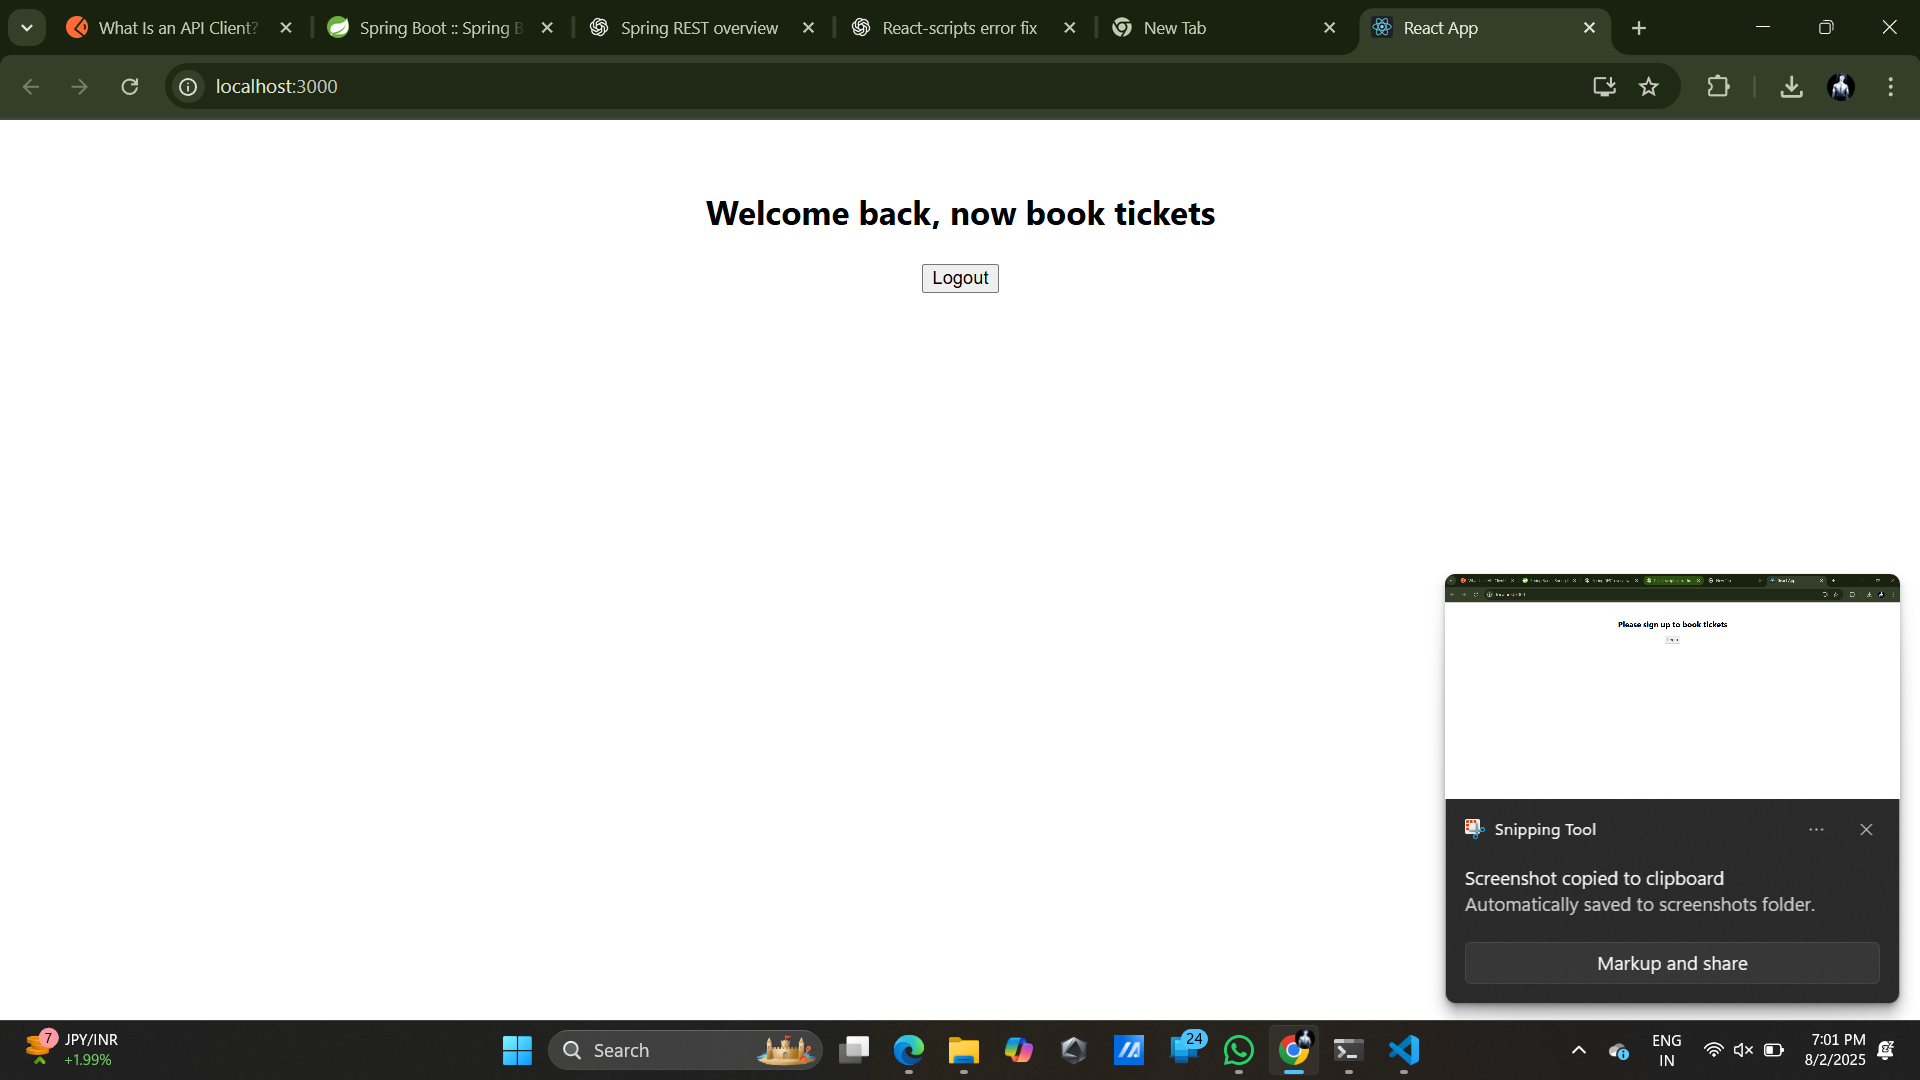 What Is an API Client?
Spring Boot :: Spring B
Spring REST overview
React-scripts error fix
New Tab
React App
localhost:3000
Welcome back, now book tickets
Logout
Please sign up to book tickets
Snipping Tool
Screenshot copied to clipboard
Automatically saved to screenshots folder.
Markup and share
7
JPY/INR
+1.99%
Search
24
ENG
IN
7:01 PM
8/2/2025